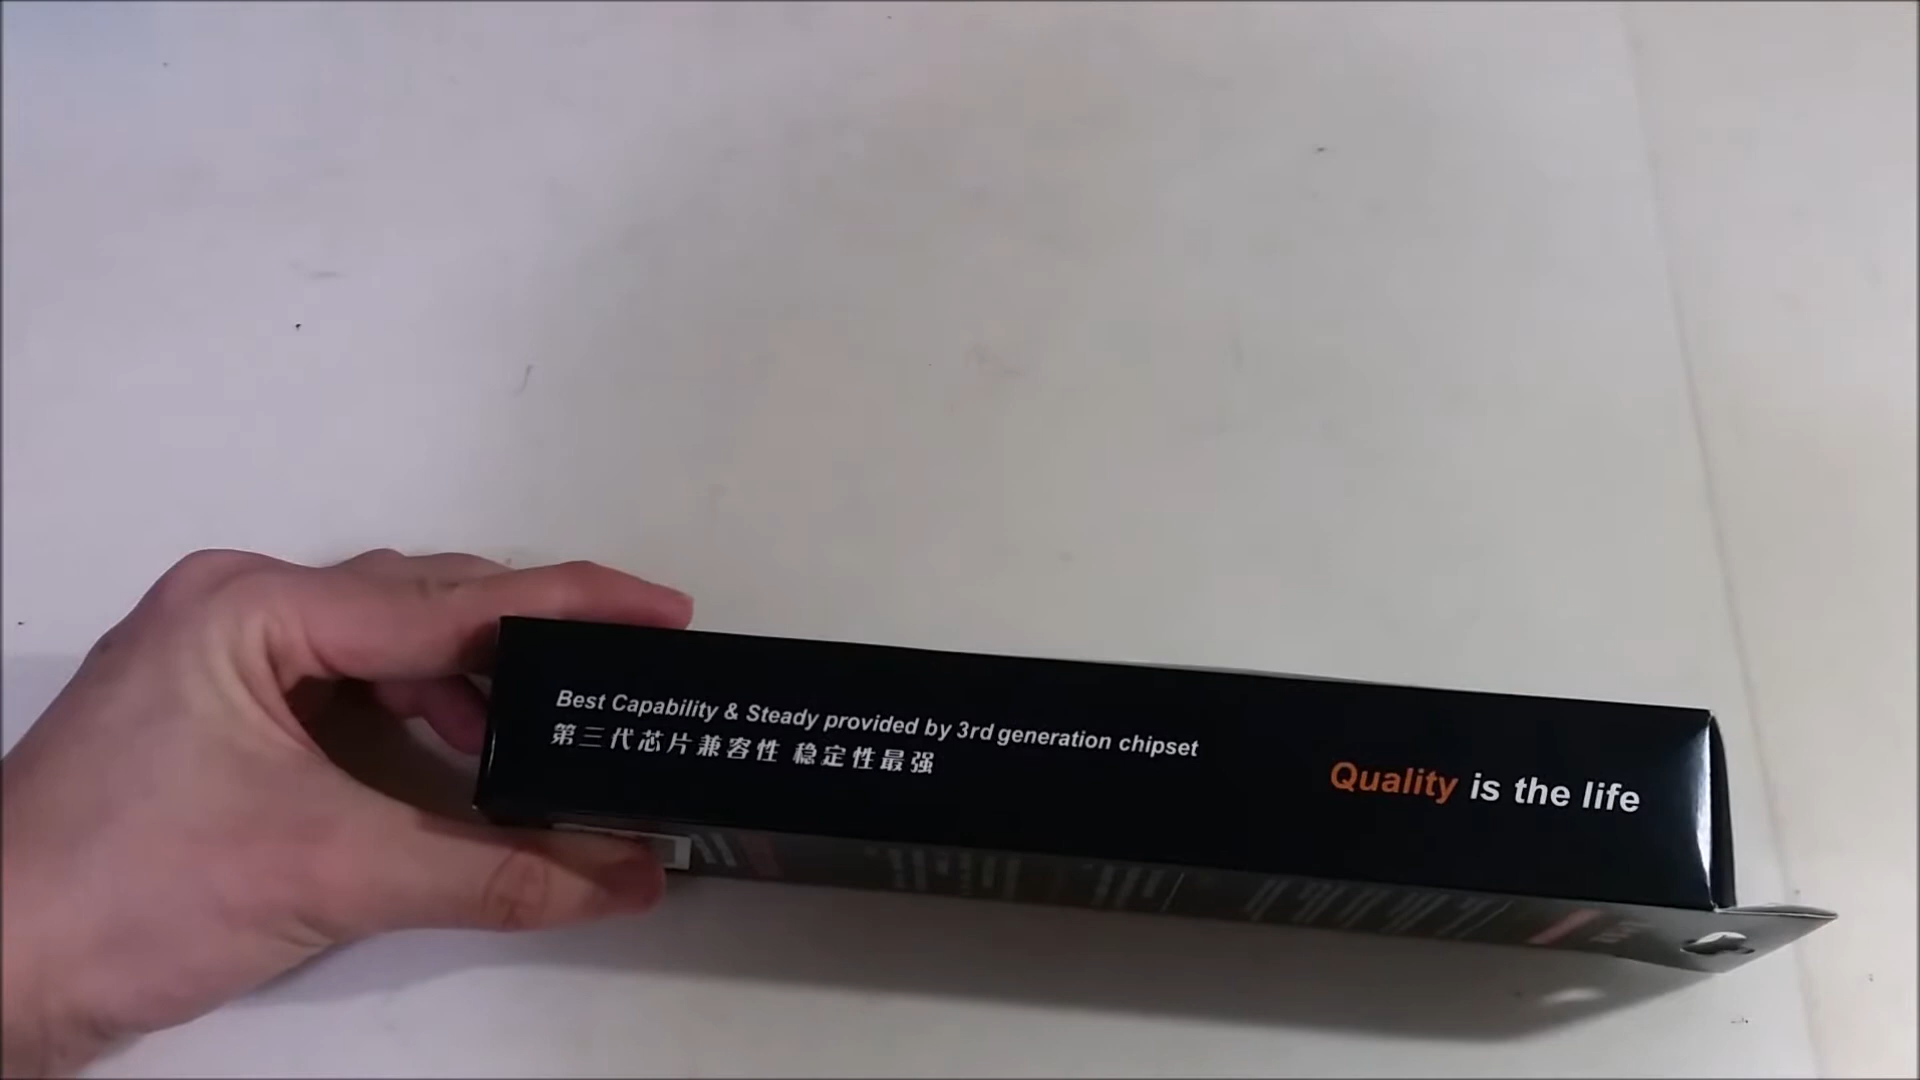 Best Capability & Steady provided by 3rd generation chipset
第三代芯片兼容性 稳定性最强
Quality is the life